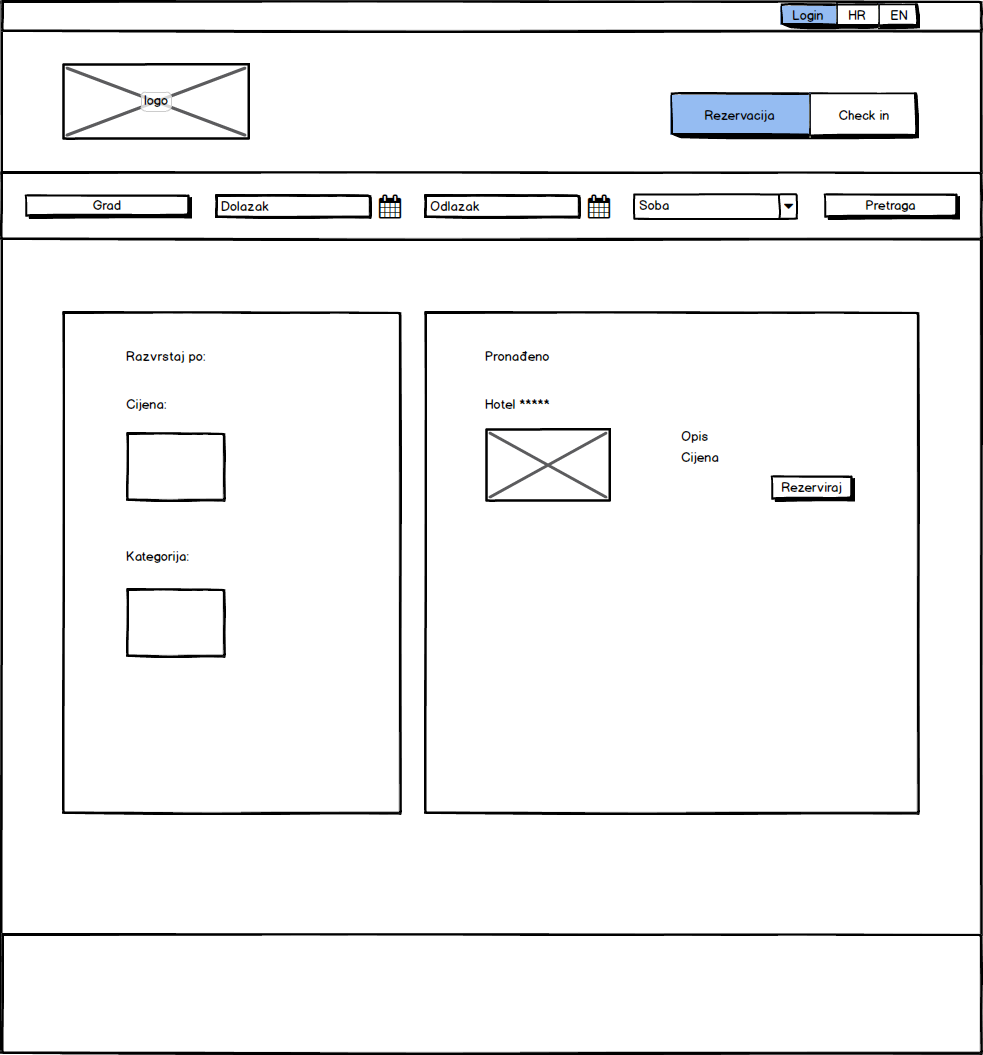 Login HR EN
logo
Rezervacija Check in
Grad Dolazak Odlazak Soba Pretraga
Razvrstaj po:
Cijena:
Kategorija:
Pronađeno
Hotel *****
Opis
Cijena
Rezerviraj